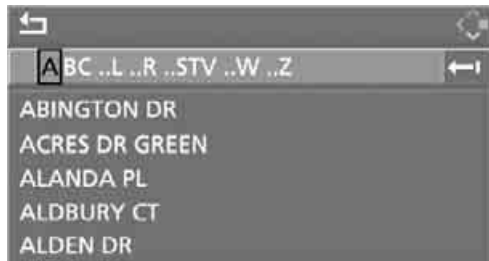 ABC ..L ..R ..STV ..W ..Z
ABINGTON DR
ACRES DR GREEN
ALANDA PL
ALDBURY CT
ALDEN DR